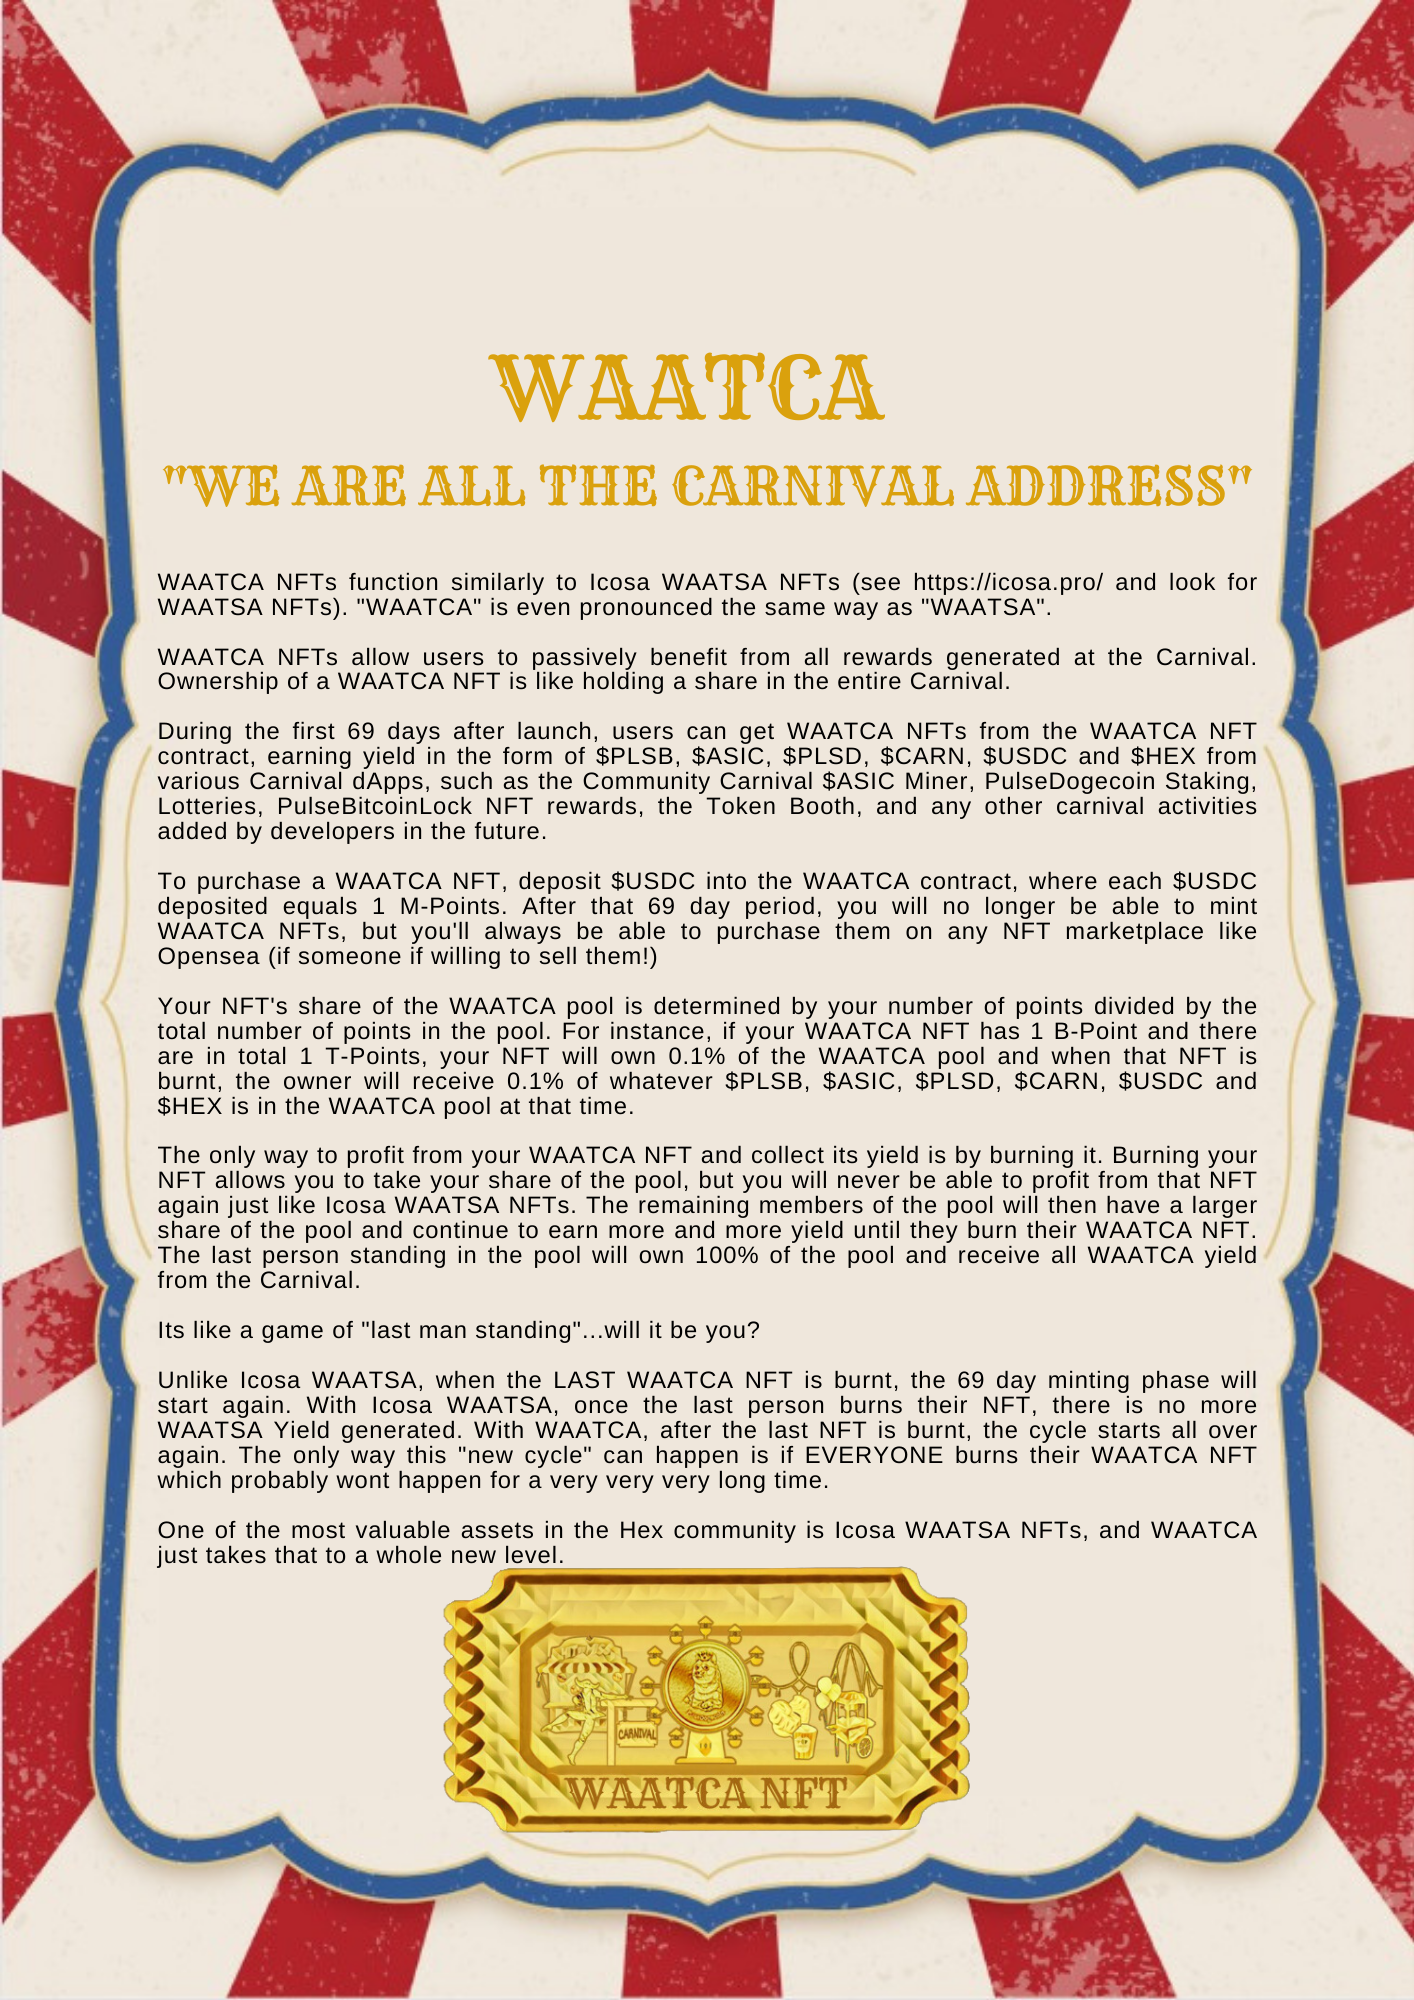 WAATCA
"WE ARE ALL THE CARNIVAL ADDRESS"
WAATCA NFTs function similarly to Icosa WAATSA NFTs (see https://icosa.pro/ and look for
WAATSA NFTs). "WAATCA" is even pronounced the same way as "WAATSA".
WAATCA NFTs allow users to passively benefit from all rewards generated at the Carnival.
Ownership of a WAATCA NFT is like holding a share in the entire Carnival.
During the first 69 days after launch, users can get WAATCA NFTs from the WAATCA NFT
contract, earning yield in the form of $PLSB, $ASIC, $PLSD, $CARN, $USDC and $HEX from
various Carnival dApps, such as the Community Carnival $ASIC Miner, PulseDogecoin Staking,
Lotteries, PulseBitcoinLock NFT rewards, the Token Booth, and any other carnival activities
added by developers in the future.
To purchase a WAATCA NFT, deposit $USDC into the WAATCA contract, where each $USDC
deposited equals 1 M-Points. After that 69 day period, you will no longer be able to mint
WAATCA NFTs, but you'll always be able to purchase them on any NFT marketplace like
Opensea (if someone if willing to sell them!)
Your NFT's share of the WAATCA pool is determined by your number of points divided by the
total number of points in the pool. For instance, if your WAATCA NFT has 1 B-Point and there
are in total 1 T-Points, your NFT will own 0.1% of the WAATCA pool and when that NFT is
burnt, the owner will receive 0.1% of whatever $PLSB, $ASIC, $PLSD, $CARN, $USDC and
$HEX is in the WAATCA pool at that time.
The only way to profit from your WAATCA NFT and collect its yield is by burning it. Burning your
NFT allows you to take your share of the pool, but you will never be able to profit from that NFT
again just like Icosa WAATSA NFTs. The remaining members of the pool will then have a larger
share of the pool and continue to earn more and more yield until they burn their WAATCA NFT.
The last person standing in the pool will own 100% of the pool and receive all WAATCA yield
from the Carnival.
Its like a game of "last man standing"...will it be you?
Unlike Icosa WAATSA, when the LAST WAATCA NFT is burnt, the 69 day minting phase will
start again. With Icosa WAATSA, once the last person burns their NFT, there is no more
WAATSA Yield generated. With WAATCA, after the last NFT is burnt, the cycle starts all over
again. The only way this "new cycle" can happen is if EVERYONE burns their WAATCA NFT
which probably wont happen for a very very very long time.
One of the most valuable assets in the Hex community is Icosa WAATSA NFTs, and WAATCA
just takes that to a whole new level.
CARNIVAL
WAATCA NFT